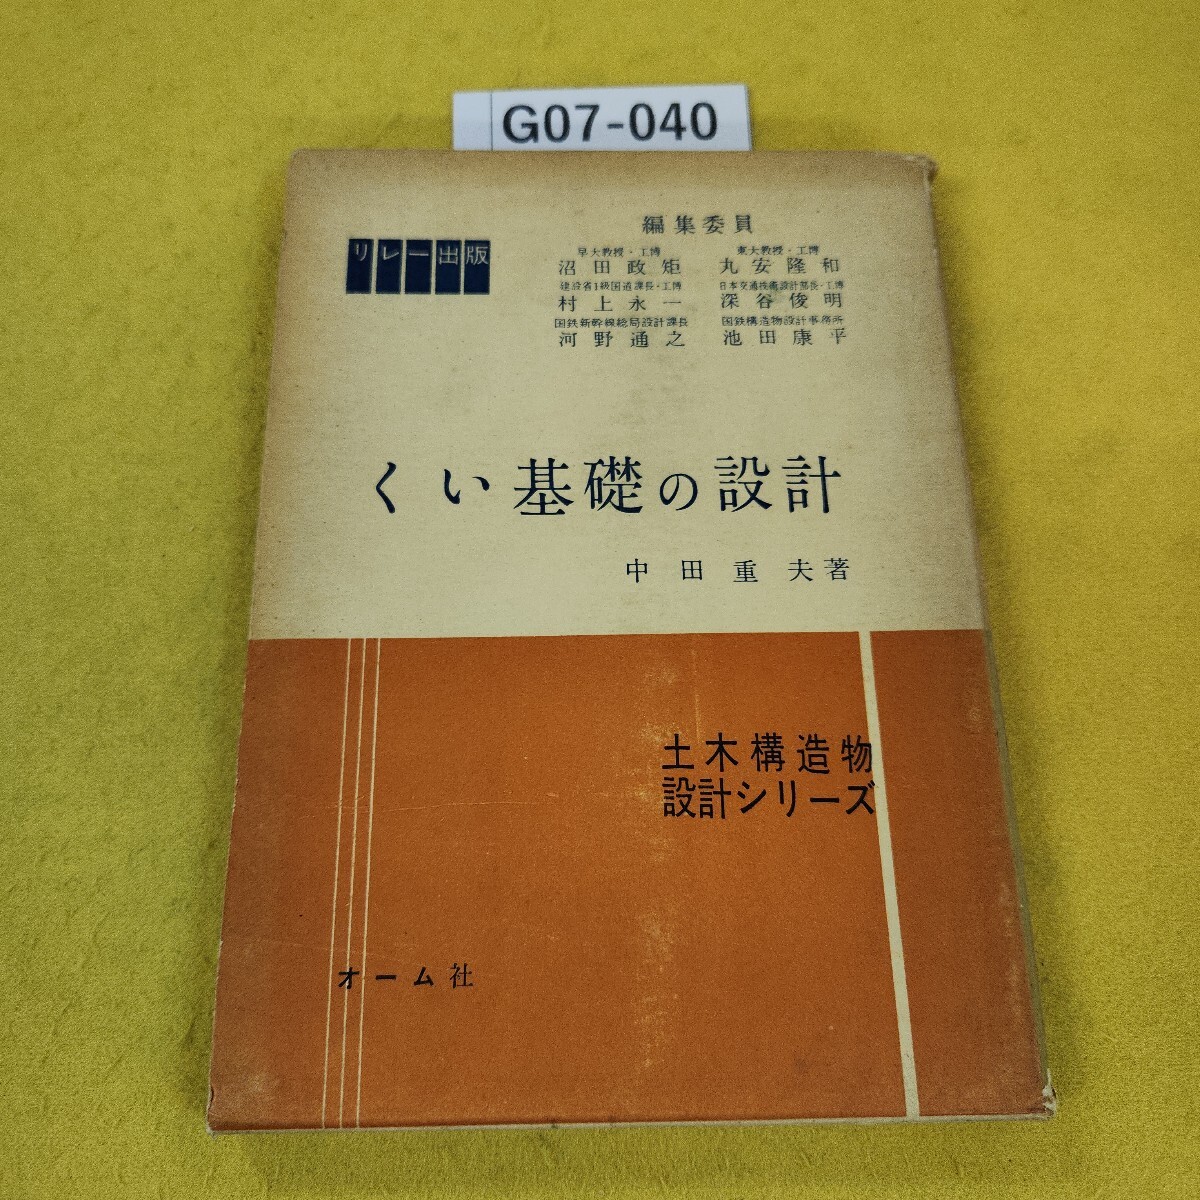 G07-040
リレー出版
編集委員
早大教授・工博
沼田政矩
東大教授・工博
丸安隆和
建設省1級国道課長・工博
村上永一
日本交通技術設計部長・工博
深谷俊明
国鉄新幹線総局設計課長
河野通之
国鉄構造物設計事務所
池田康平
くい基礎の設計
中田重夫著
土木構造物
設計シリーズ
オーム社